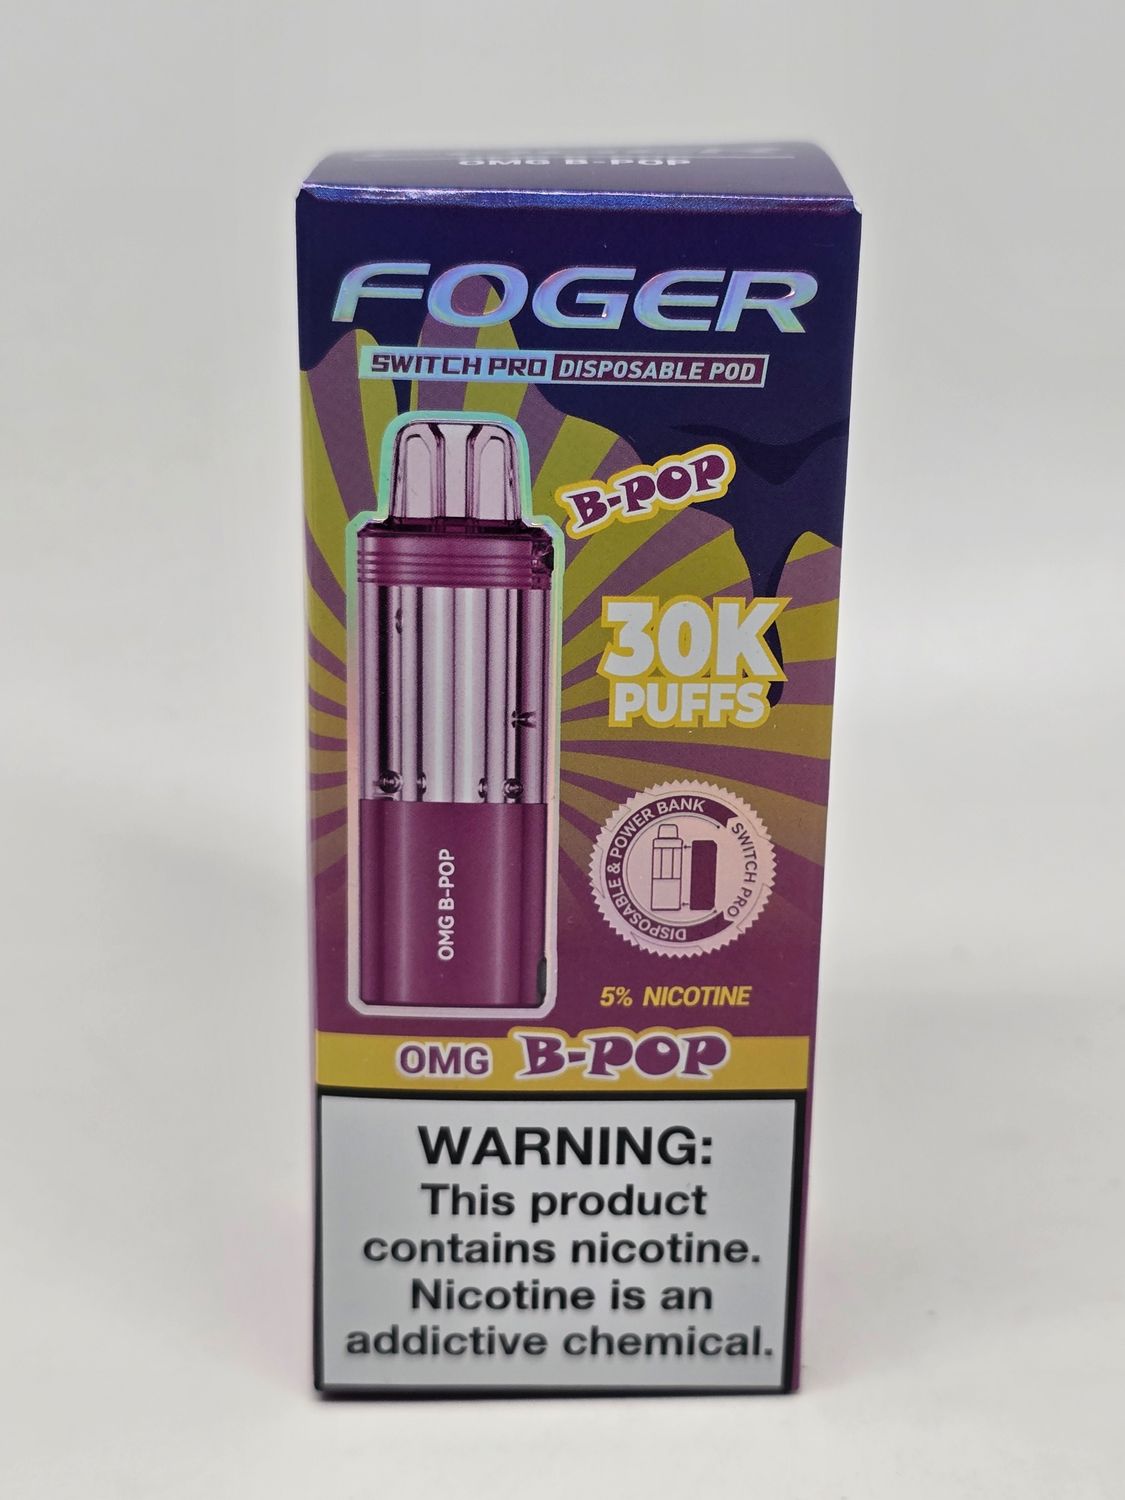 OMG B-POP
FOGER
SWITCH PRO DISPOSABLE POD
B-POP
30K
PUFFS
OMG B-POP
DISPOSABLE & POWER BANK
SWITCH PRO
5% NICOTINE
OMG B-POP
WARNING:
This product
contains nicotine.
Nicotine is an
addictive chemical.